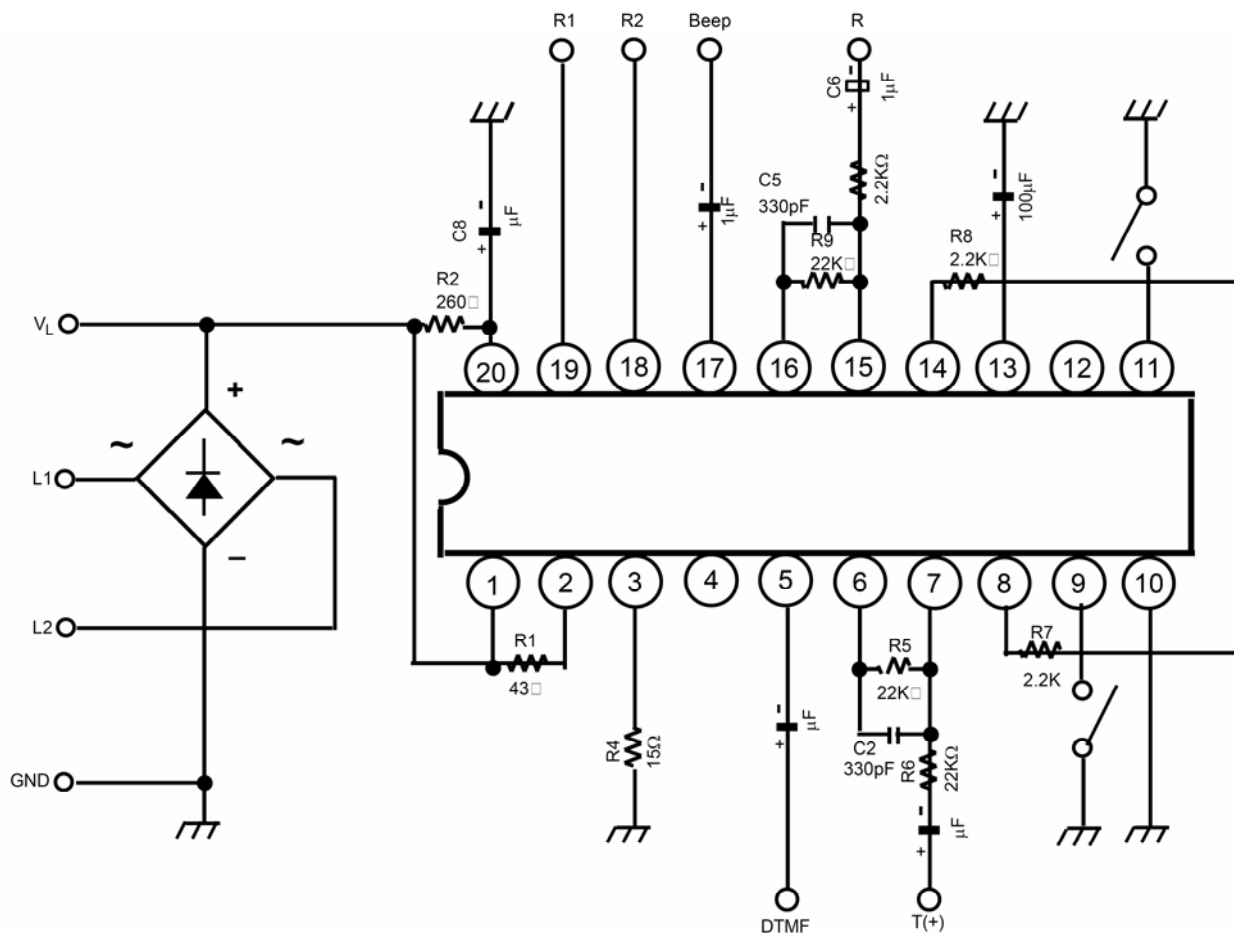 R1
R2
Beep
R
C6
1µF
+
-
C8
µF
+
-
1µF
+
-
C5
330pF
2.2KΩ
R9
22K□
R8
2.2K□
100µF
+
-
R2
260□
VL
20
19
18
17
16
15
14
13
12
11
+
~
~
L1
–
L2
1
2
3
4
5
6
7
8
9
10
R1
43□
R5
22K□
R7
2.2K
R4
15Ω
µF
+
-
C2
330pF
R6
22KΩ
µF
+
-
GND
DTMF
T(+)